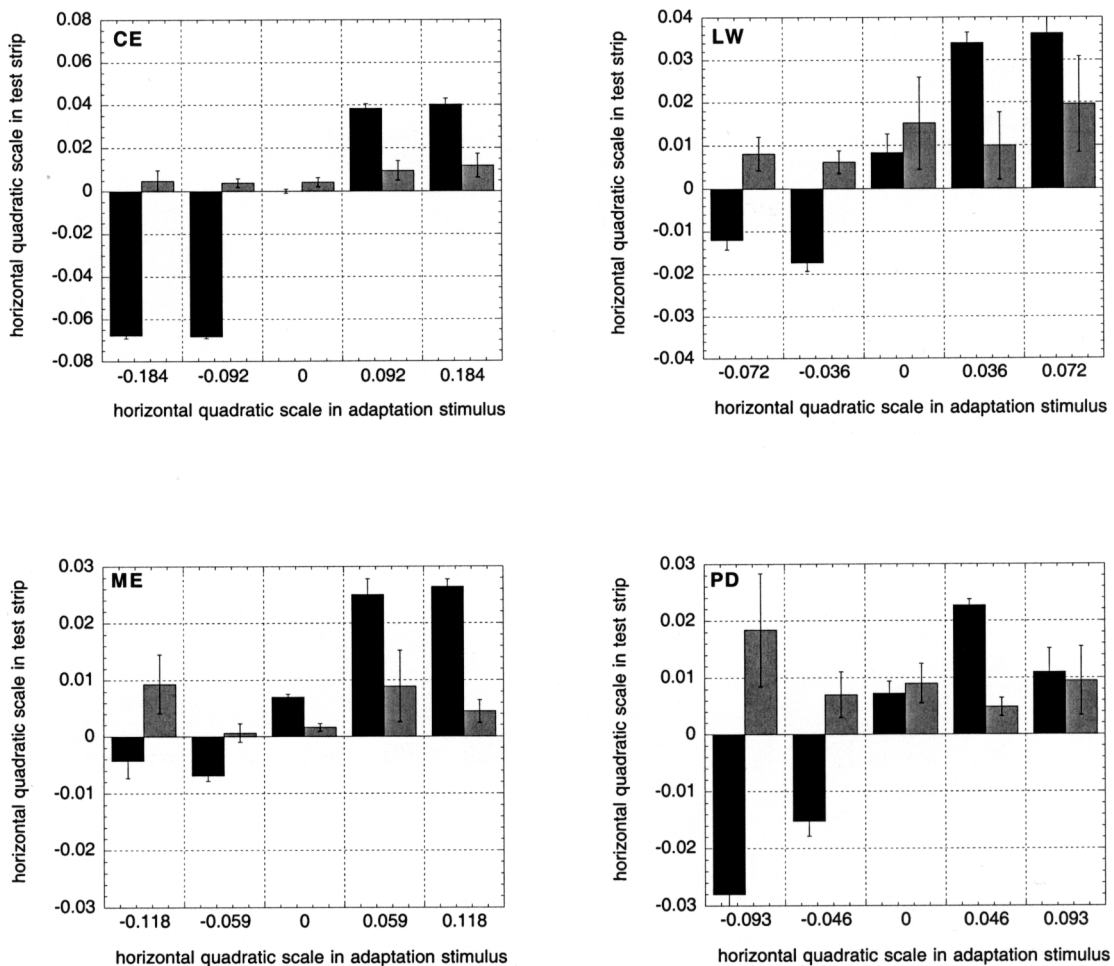 horizontal quadratic scale in test strip
CE
0.08
0.06
0.04
0.02
0
-0.02
-0.04
-0.06
-0.08
-0.184 -0.092 0 0.092 0.184
horizontal quadratic scale in adaptation stimulus
horizontal quadratic scale in test strip
LW
0.04
0.03
0.02
0.01
0
-0.01
-0.02
-0.03
-0.04
-0.072 -0.036 0 0.036 0.072
horizontal quadratic scale in adaptation stimulus
horizontal quadratic scale in test strip
ME
0.03
0.02
0.01
0
-0.01
-0.02
-0.03
-0.118 -0.059 0 0.059 0.118
horizontal quadratic scale in adaptation stimulus
horizontal quadratic scale in test strip
PD
0.03
0.02
0.01
0
-0.01
-0.02
-0.03
-0.093 -0.046 0 0.046 0.093
horizontal quadratic scale in adaptation stimulus